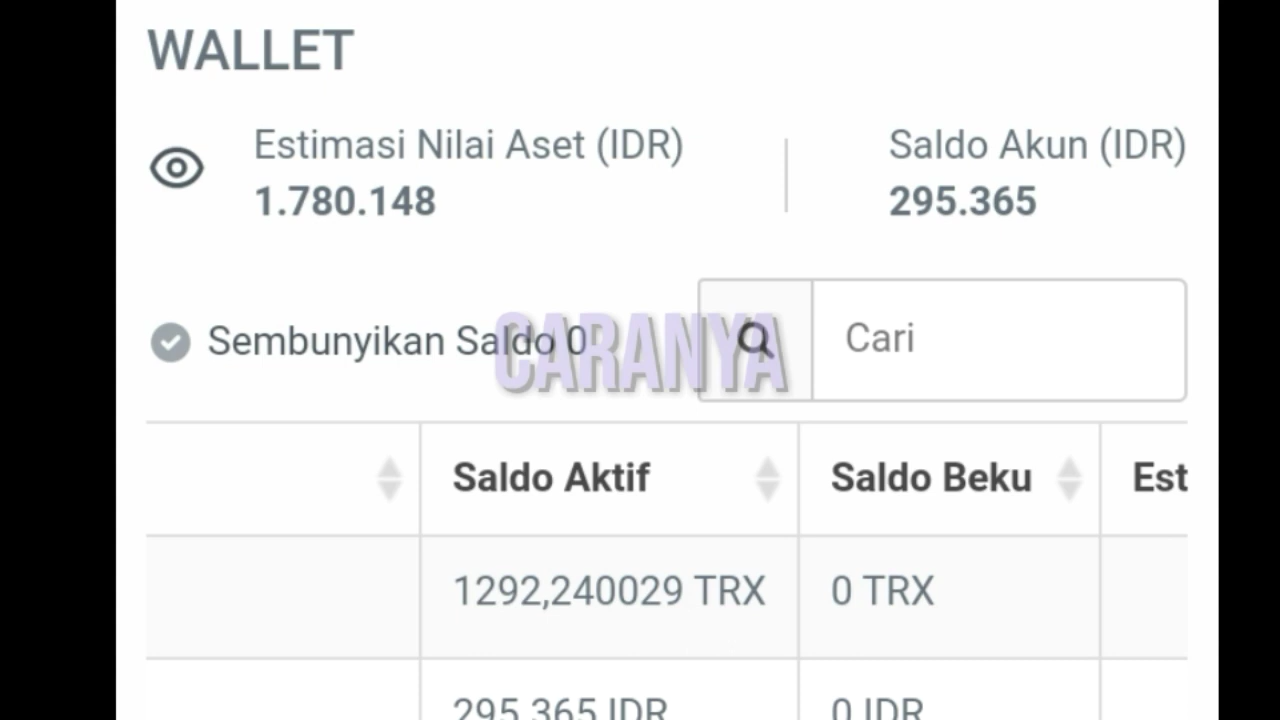 WALLET
Estimasi Nilai Aset (IDR)
1.780.148
Saldo Akun (IDR)
295.365
Sembunyikan Saldo 0
CARANYA
Cari
Saldo Aktif
Saldo Beku
Est
1292,240029 TRX
0 TRX
295.365 IDR
0 IDR